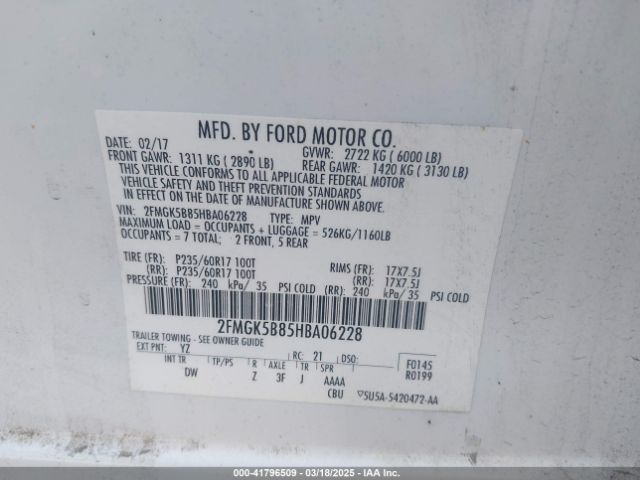 MFD. BY FORD MOTOR CO.
DATE: 02/17 GVWR: 2722 KG ( 6000 LB)
FRONT GAWR: 1311 KG ( 2890 LB) REAR GAWR: 1420 KG ( 3130 LB)
THIS VEHICLE CONFORMS TO ALL APPLICABLE FEDERAL MOTOR
VEHICLE SAFETY AND THEFT PREVENTION STANDARDS
IN EFFECT ON THE DATE OF MANUFACTURE SHOWN ABOVE.
VIN: 2FMGK5B85HBA06228 TYPE: MPV
MAXIMUM LOAD = OCCUPANTS + LUGGAGE = 526KG/1160LB
OCCUPANTS = 7 TOTAL; 2 FRONT, 5 REAR
TIRE (FR): P235/60R17 100T RIMS (FR): 17X7.5J
(RR): P235/60R17 100T (RR): 17X7.5J
PRESSURE (FR): 240 kPa/ 35 PSI COLD (RR): 240 kPa/ 35 PSI COLD
2FMGK5B85HBA06228
TRAILER TOWING - SEE OWNER GUIDE
EXT PNT: YZ RC: 21 DSO: F0145
INT TR TP/PS R AXLE TR SPR R0199
DW Z 3F J AAAA
CBU SU5A-5420472-AA
000-41796509 - 03/18/2025 - IAA.COM